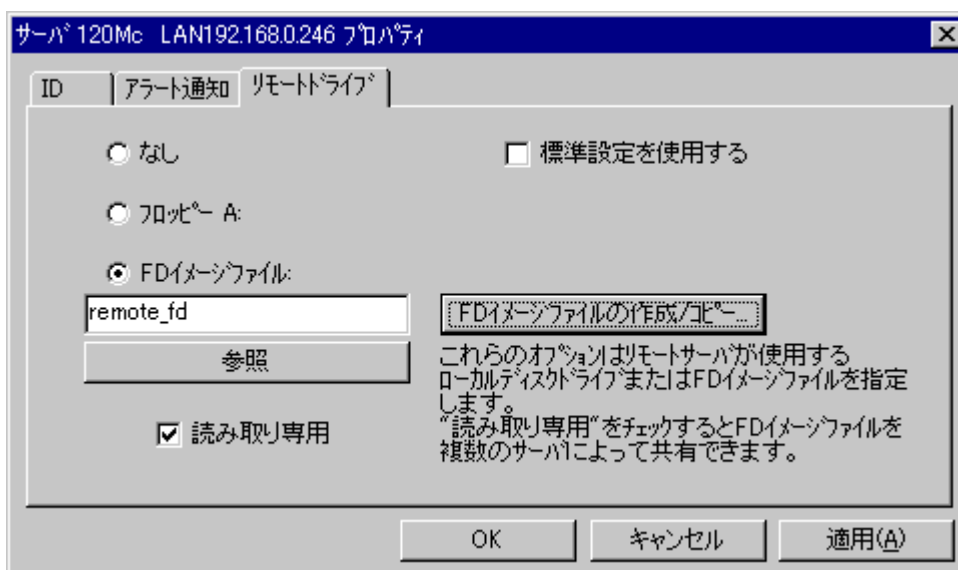 サーバ 120Mc LAN192.168.0.246 プロパティ
ID アラート通知 リモートドライブ
なし
標準設定を使用する
フロッピー A:
FDイメージファイル:
remote_fd
FDイメージファイルの作成/コピー...
参照
これらのオプションはリモートサーバが使用する
ローカルディスクドライブまたはFDイメージファイルを指定
します。
“読み取り専用“をチェックするとFDイメージファイルを
複数のサーバによって共有できます。
読み取り専用
OK キャンセル 適用(A)